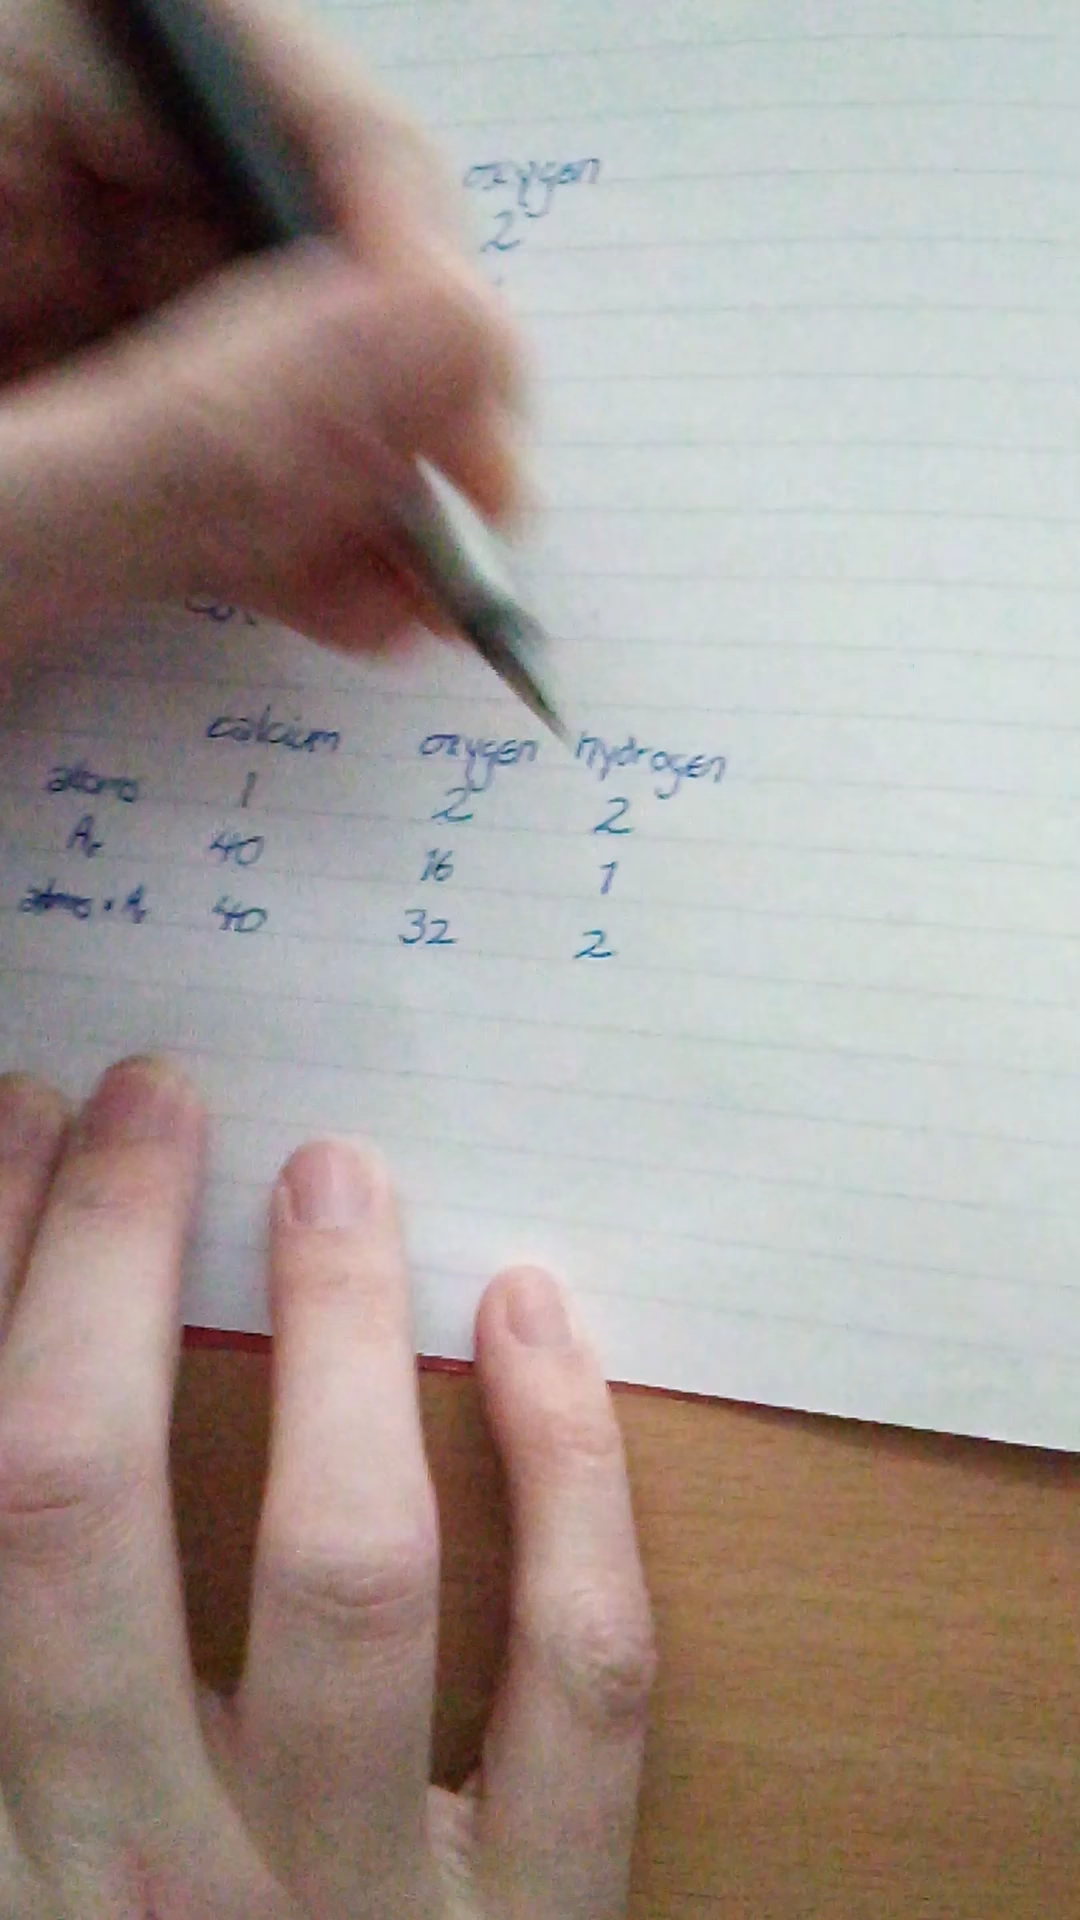 oxygen
2
calcium oxygen hydrogen
atoms 1 2 2
Ar 40 16 1
atoms × Ar 40 32 2